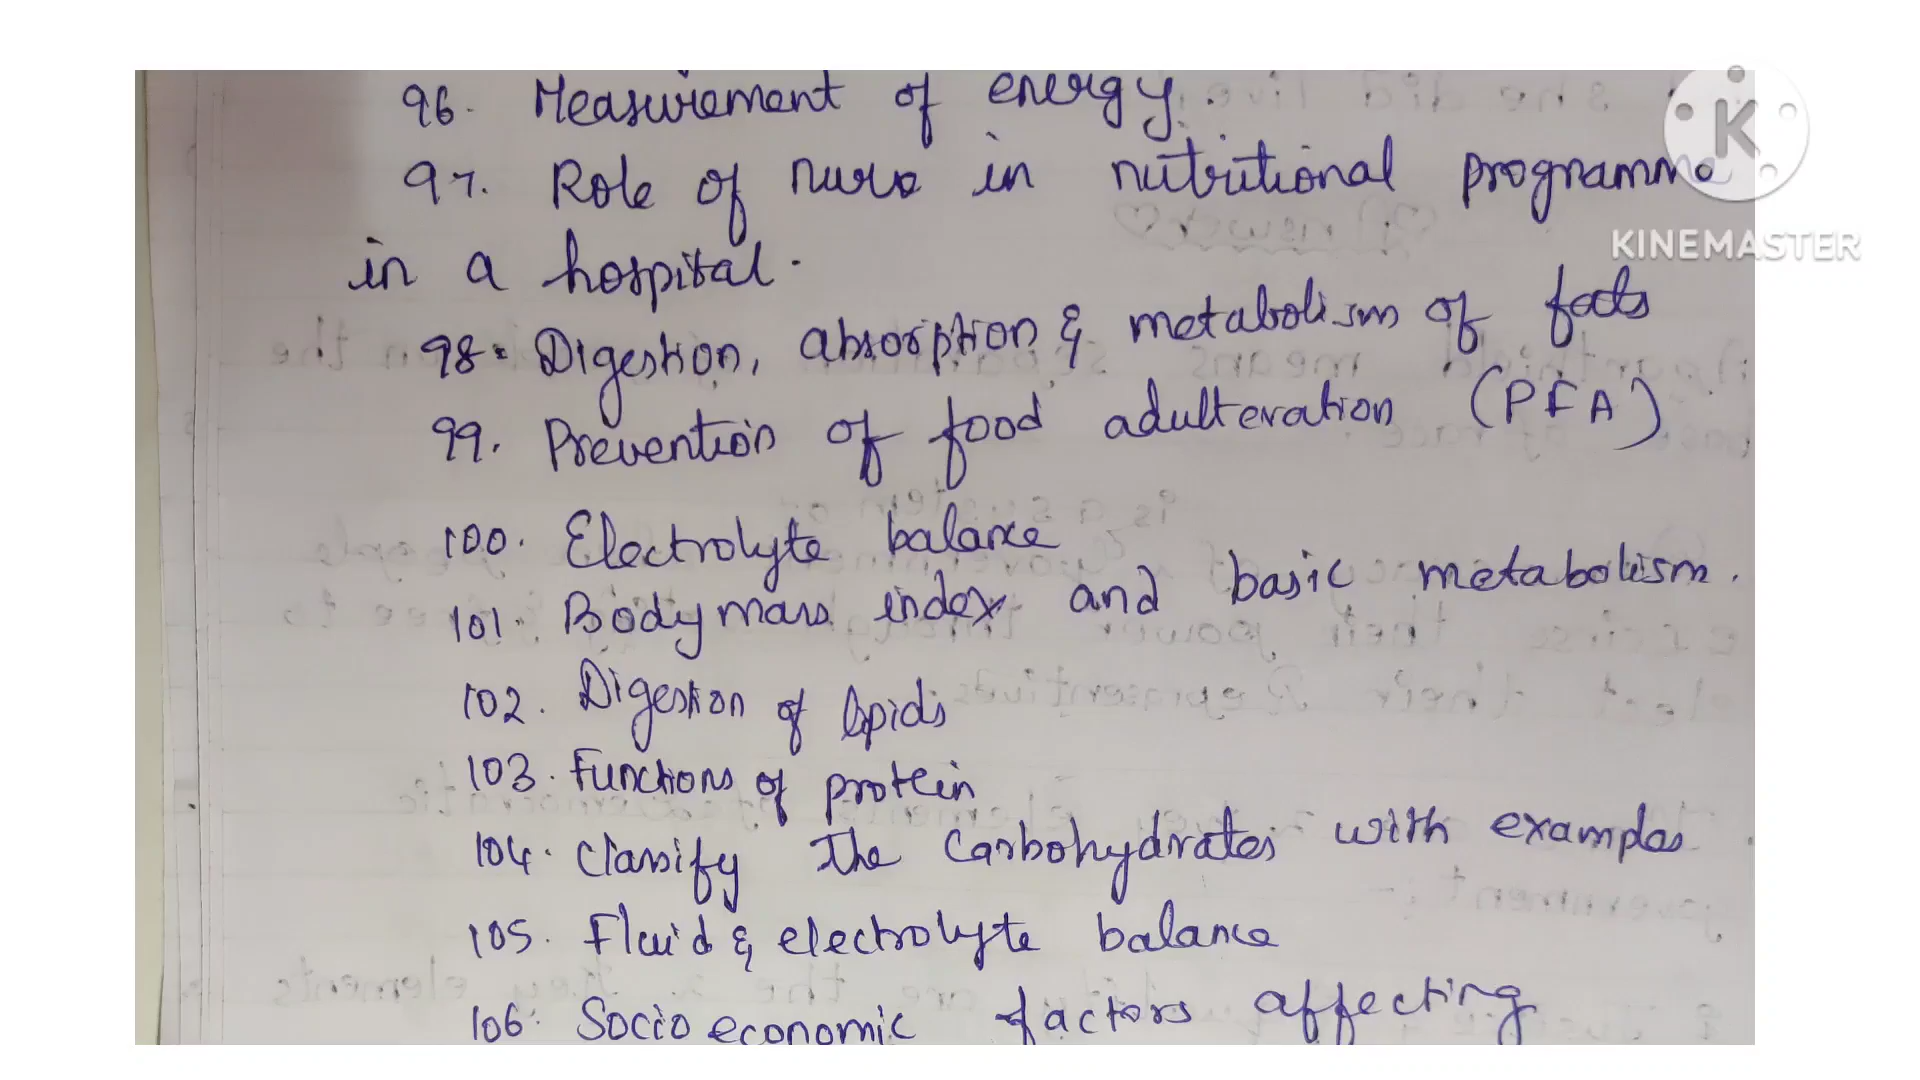 96. Measurement of energy.
97. Role of nurse in nutritional programme
in a hospital.
98. Digestion, absorption & metabolism of fats
99. Prevention of food adulteration (PFA)
100. Electrolyte balance
101. Body mass index and basic metabolism.
102. Digestion of lipids
103. Functions of protein
104. Classify the Carbohydrates with examples
105. Fluid & electrolyte balance
106. Socio economic factors affecting
K
KINEMASTER